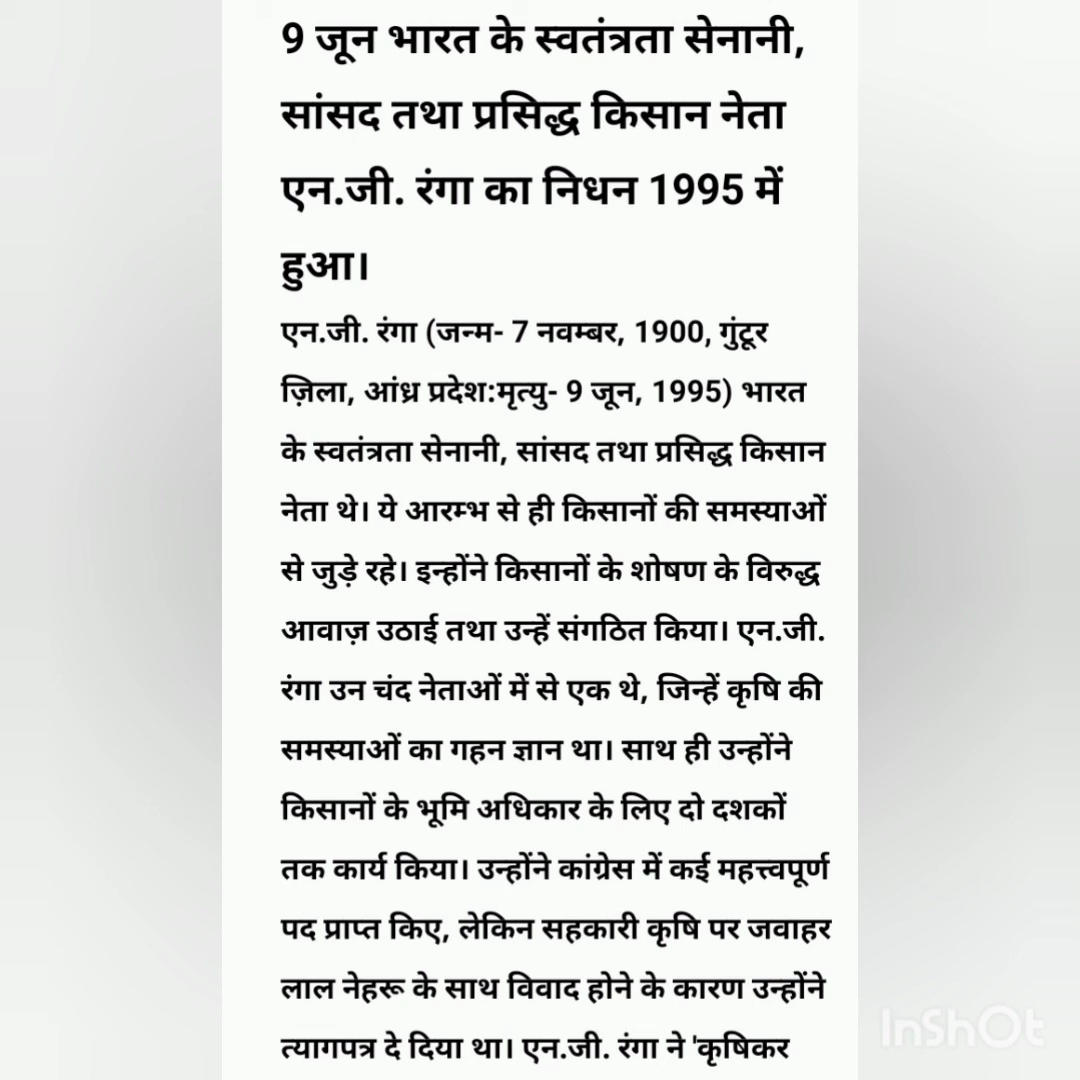 9 जून भारत के स्वतंत्रता सेनानी,
सांसद तथा प्रसिद्ध किसान नेता
एन.जी. रंगा का निधन 1995 में
हुआ।
एन.जी. रंगा (जन्म- 7 नवम्बर, 1900, गुंटूर
ज़िला, आंध्र प्रदेश:मृत्यु- 9 जून, 1995) भारत
के स्वतंत्रता सेनानी, सांसद तथा प्रसिद्ध किसान
नेता थे। ये आरम्भ से ही किसानों की समस्याओं
से जुड़े रहे। इन्होंने किसानों के शोषण के विरुद्ध
आवाज़ उठाई तथा उन्हें संगठित किया। एन.जी.
रंगा उन चंद नेताओं में से एक थे, जिन्हें कृषि की
समस्याओं का गहन ज्ञान था। साथ ही उन्होंने
किसानों के भूमि अधिकार के लिए दो दशकों
तक कार्य किया। उन्होंने कांग्रेस में कई महत्त्वपूर्ण
पद प्राप्त किए, लेकिन सहकारी कृषि पर जवाहर
लाल नेहरू के साथ विवाद होने के कारण उन्होंने
त्यागपत्र दे दिया था। एन.जी. रंगा ने 'कृषिकर
InShOt